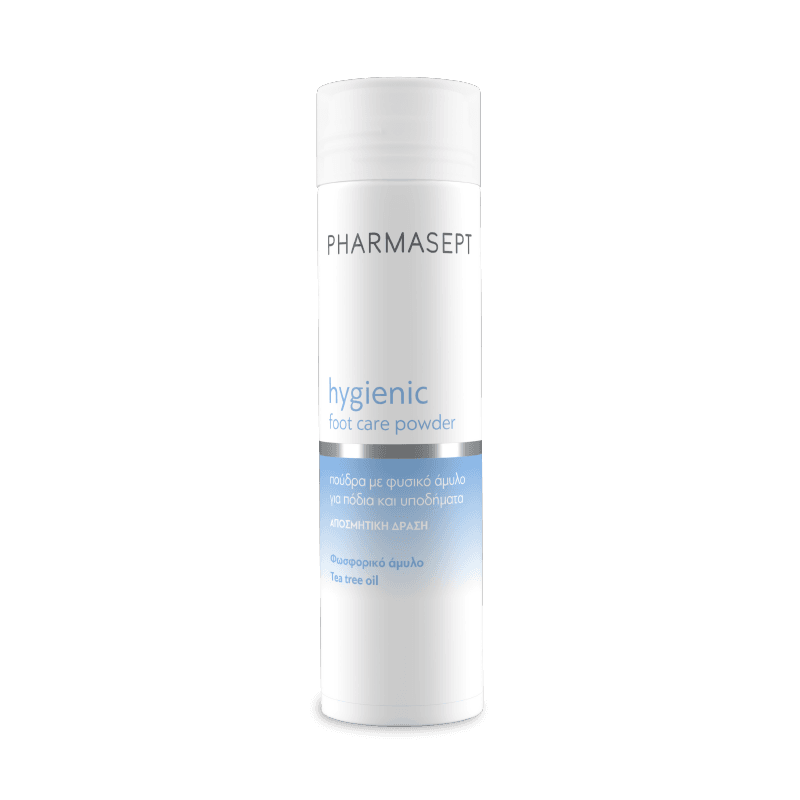 PHARMASEPT
hygienic
foot care powder
πούδρα με φυσικό άμυλο
για πόδια και υποδήματα
ΑΠΟΣΜΗΤΙΚΗ ΔΡΑΣΗ
Φωσφορικό άμυλο
Tea tree oil